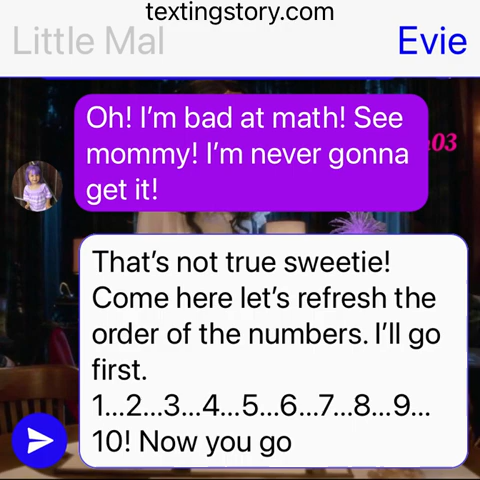 textingstory.com
Little Mal Evie
Oh! I’m bad at math! See
mommy! I’m never gonna
get it!
03
That’s not true sweetie!
Come here let’s refresh the
order of the numbers. I’ll go
first.
1...2...3...4...5...6...7...8...9...
10! Now you go